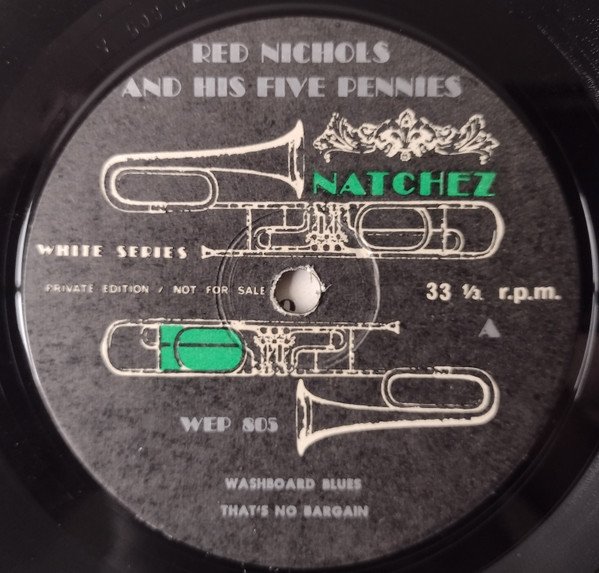 RED NICHOLS
AND HIS FIVE PENNIES
NATCHEZ
WHITE SERIES
PRIVATE EDITION / NOT FOR SALE
33 ⅓ r.p.m.
A
WEP 805
WASHBOARD BLUES
THAT'S NO BARGAIN